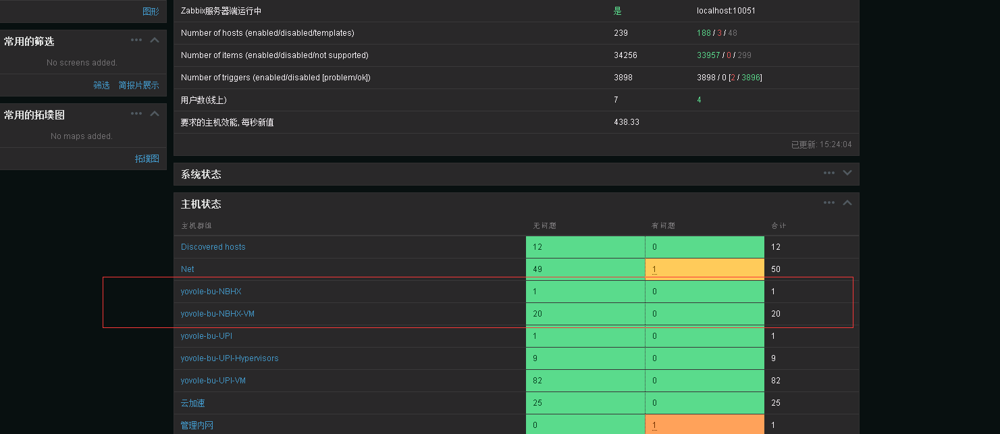 图形
常用的筛选
No screens added.
筛选 简报片展示
常用的拓墣图
No maps added.
拓墣图
Zabbix服务器端运行中 是 localhost:10051
Number of hosts (enabled/disabled/templates) 239 188 / 3 / 48
Number of items (enabled/disabled/not supported) 34256 33957 / 0 / 299
Number of triggers (enabled/disabled [problem/ok]) 3898 3898 / 0 [2 / 3896]
用户数(线上) 7 4
要求的主机效能, 每秒新值 438.33
已更新: 15:24:04
系统状态
主机状态
主机群组 无问题 有问题 合计
Discovered hosts 12 0 12
Net 49 1 50
yovole-bu-NBHX 1 0 1
yovole-bu-NBHX-VM 20 0 20
yovole-bu-UPI 1 0 1
yovole-bu-UPI-Hypervisors 9 0 9
yovole-bu-UPI-VM 82 0 82
云加速 25 0 25
管理内网 0 1 1